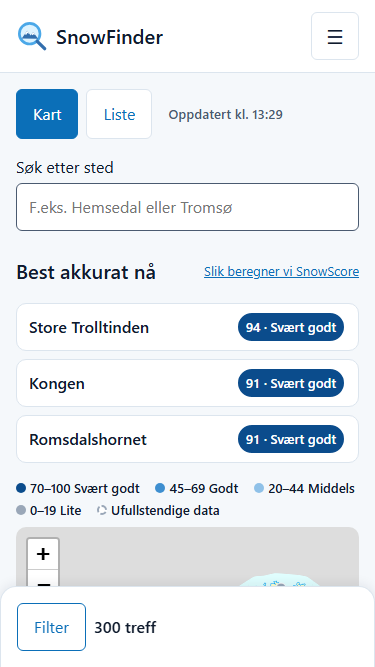 SnowFinder
☰
Kart Liste Oppdatert kl. 13:29
Søk etter sted
F.eks. Hemsedal eller Tromsø
Best akkurat nå Slik beregner vi SnowScore
Store Trolltinden 94 · Svært godt
Kongen 91 · Svært godt
Romsdalshornet 91 · Svært godt
70–100 Svært godt 45–69 Godt 20–44 Middels
0–19 Lite Ufullstendige data
+
−
Filter 300 treff